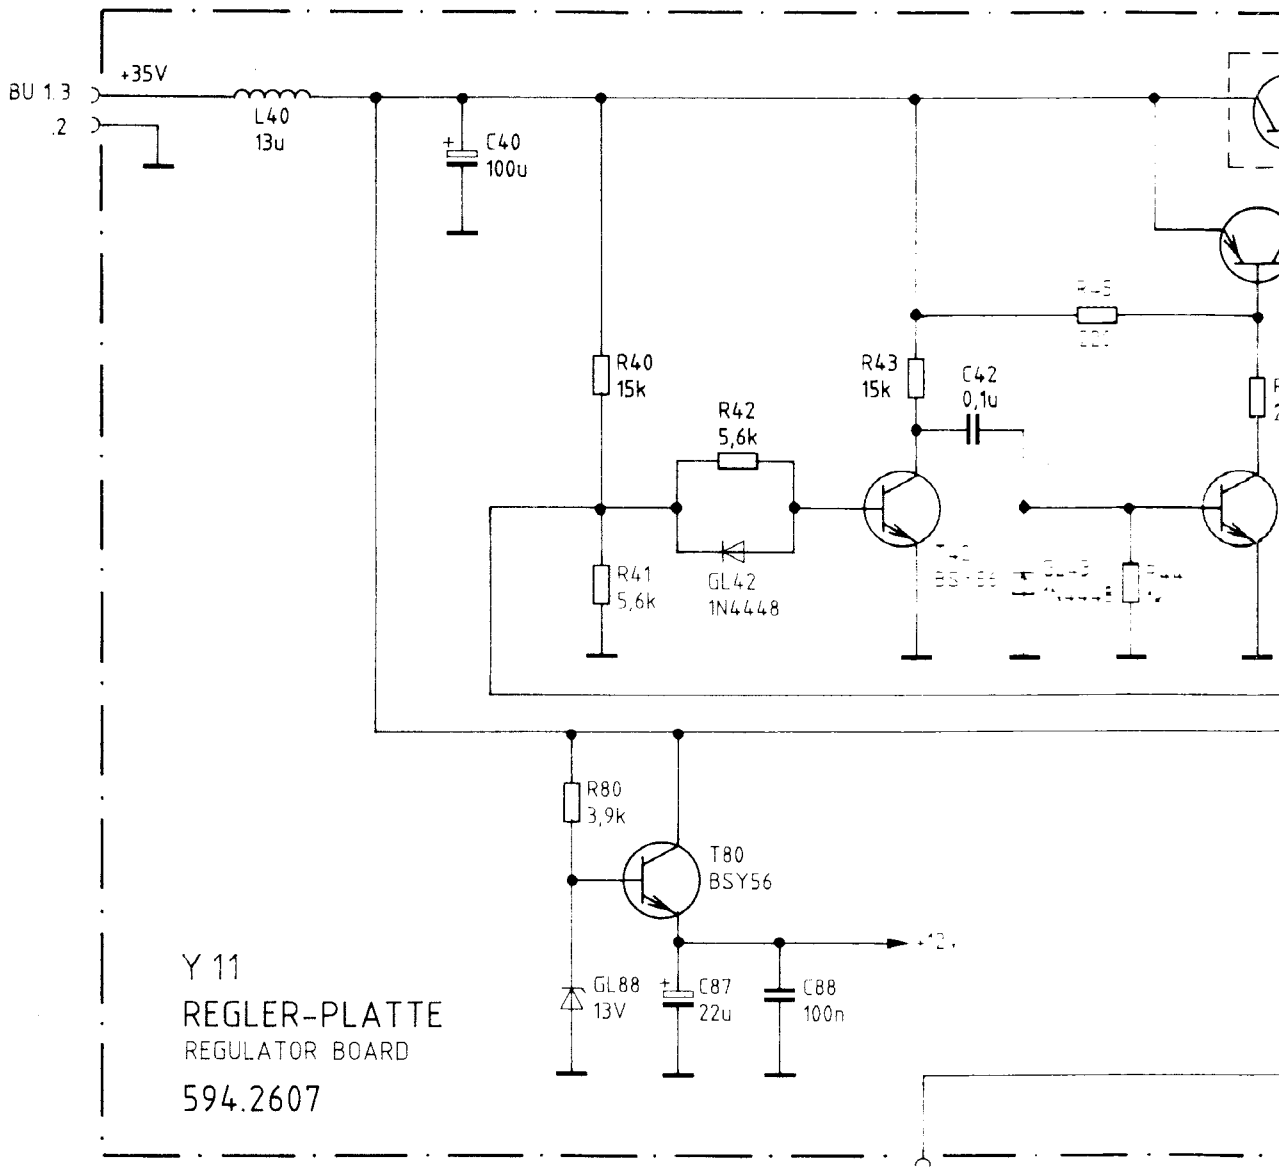 +35V
BU 1.3
.2
L40
13u
+
C40
100u
R40
15k
R43
15k
C42
0,1u
R42
5,6k
R41
5,6k
GL42
1N4448
R80
3,9k
T80
BSY56
GL88
13V
+
C87
22u
C88
100n
Y 11
REGLER-PLATTE
REGULATOR BOARD
594.2607